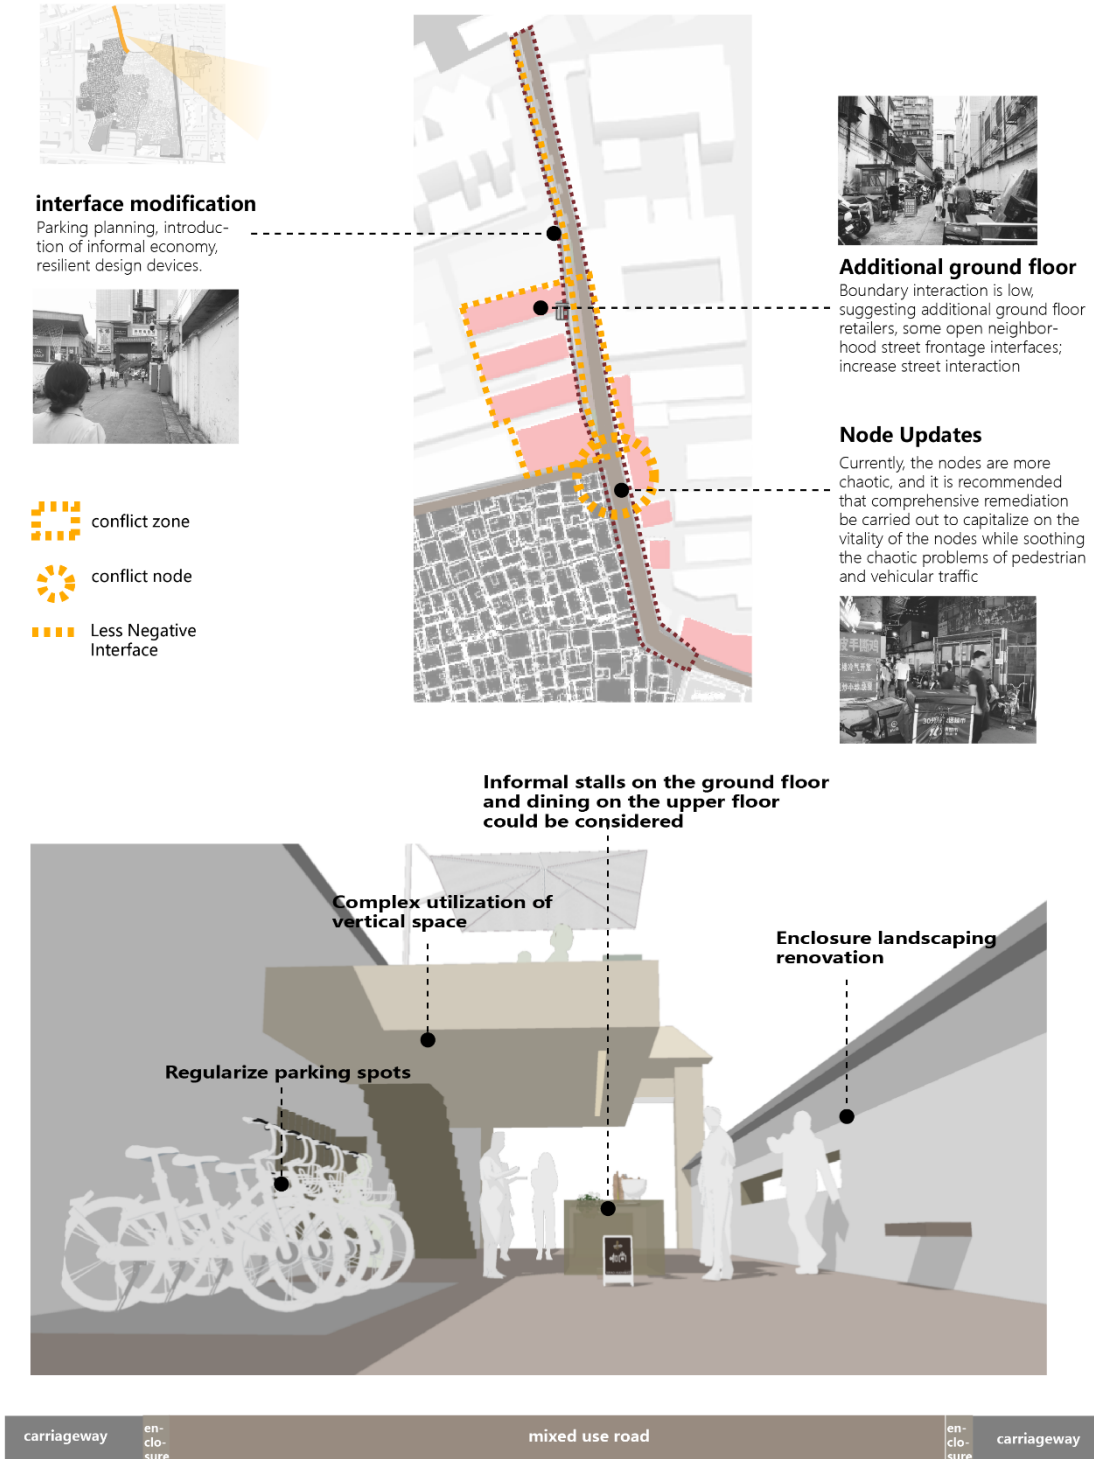 interface modification
Parking planning, introduc-
tion of informal economy,
resilient design devices.
conflict zone
conflict node
Less Negative
Interface
Additional ground floor
Boundary interaction is low,
suggesting additional ground floor
retailers, some open neighbor-
hood street frontage interfaces;
increase street interaction
Node Updates
Currently, the nodes are more
chaotic, and it is recommended
that comprehensive remediation
be carried out to capitalize on the
vitality of the nodes while soothing
the chaotic problems of pedestrian
and vehicular traffic
Informal stalls on the ground floor
and dining on the upper floor
could be considered
Complex utilization of
vertical space
Enclosure landscaping
renovation
Regularize parking spots
carriageway
en-
clo-
sure
mixed use road
en-
clo-
sure
carriageway